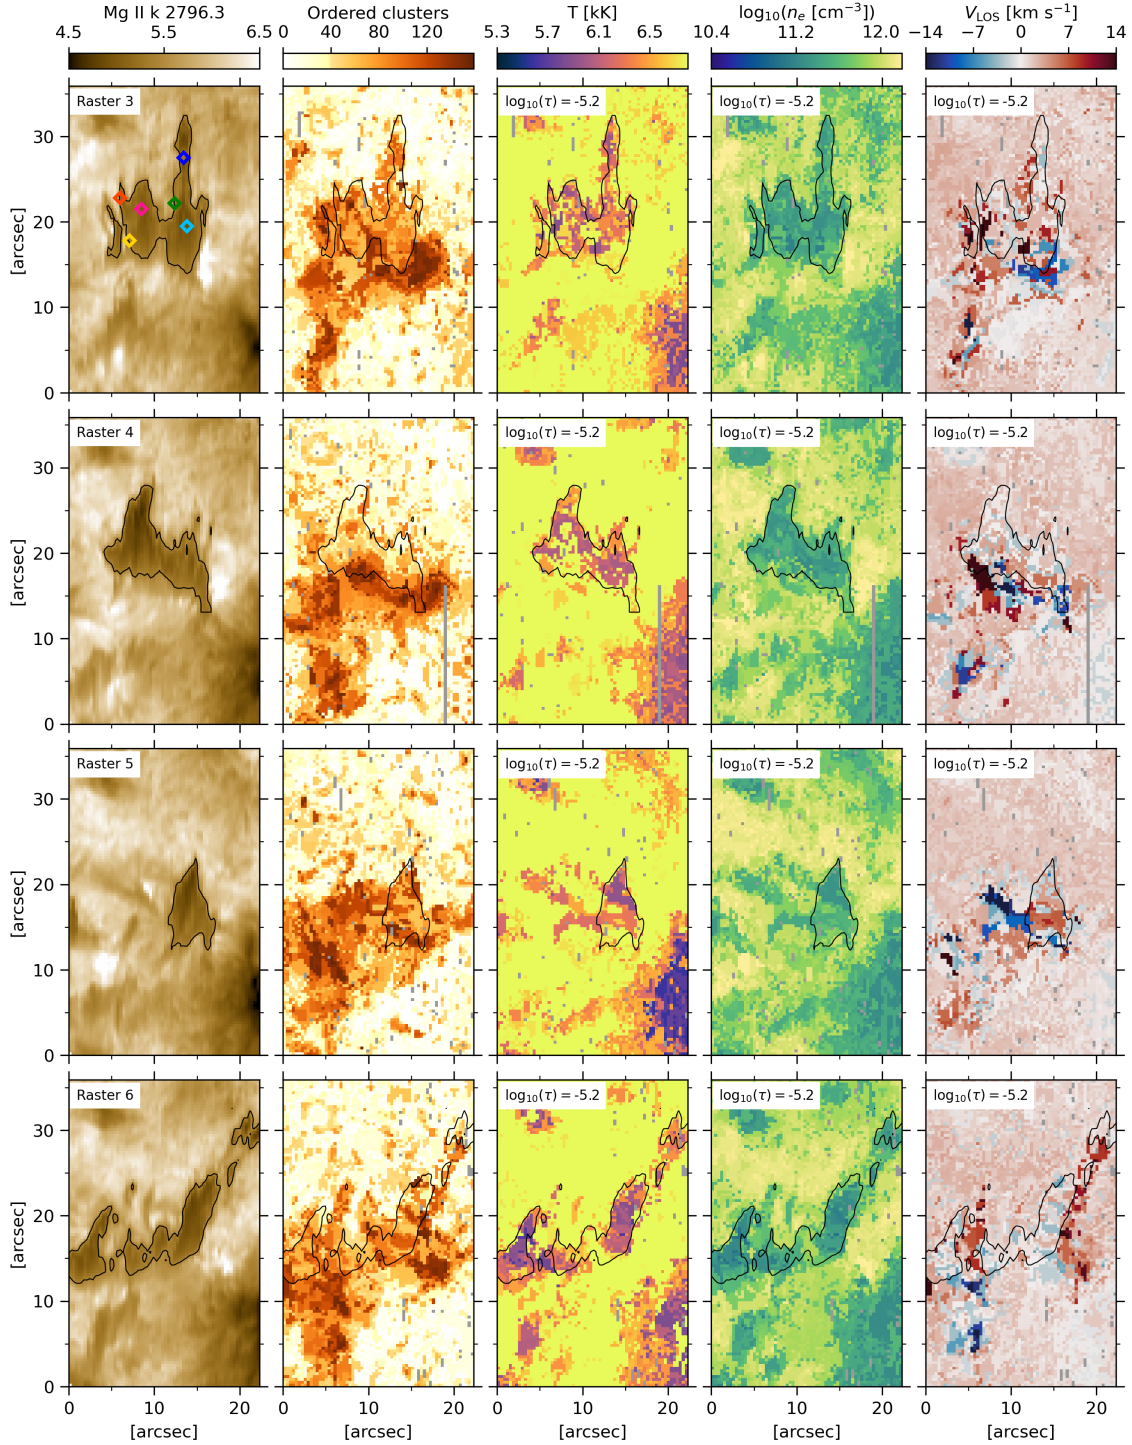 Mg II k 2796.3 Ordered clusters T [kK] log₁₀(nₑ [cm⁻³]) V_LOS [km s⁻¹]
4.5 5.5 6.5 0 40 80 120 5.3 5.7 6.1 6.5 10.4 11.2 12.0 −14 −7 0 7 14
Raster 3 log₁₀(τ) = -5.2 log₁₀(τ) = -5.2 log₁₀(τ) = -5.2
30
20
10
0
[arcsec]
Raster 4 log₁₀(τ) = -5.2 log₁₀(τ) = -5.2 log₁₀(τ) = -5.2
30
20
10
0
[arcsec]
Raster 5 log₁₀(τ) = -5.2 log₁₀(τ) = -5.2 log₁₀(τ) = -5.2
30
20
10
0
[arcsec]
Raster 6 log₁₀(τ) = -5.2 log₁₀(τ) = -5.2 log₁₀(τ) = -5.2
30
20
10
0
[arcsec]
0 10 20 0 10 20 0 10 20 0 10 20 0 10 20
[arcsec] [arcsec] [arcsec] [arcsec] [arcsec]